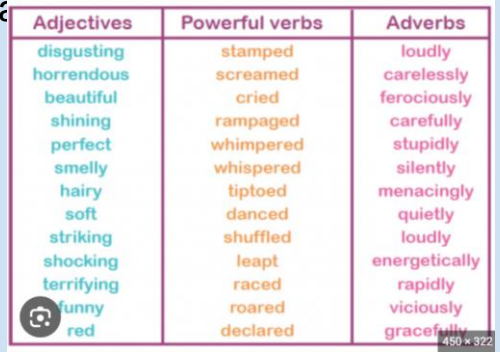 Adjectives Powerful verbs Adverbs
disgusting stamped loudly
horrendous screamed carelessly
beautiful cried ferociously
shining rampaged carefully
perfect whimpered stupidly
smelly whispered silently
hairy tiptoed menacingly
soft danced quietly
striking shuffled loudly
shocking leapt energetically
terrifying raced rapidly
funny roared viciously
red declared gracefully
450 × 322